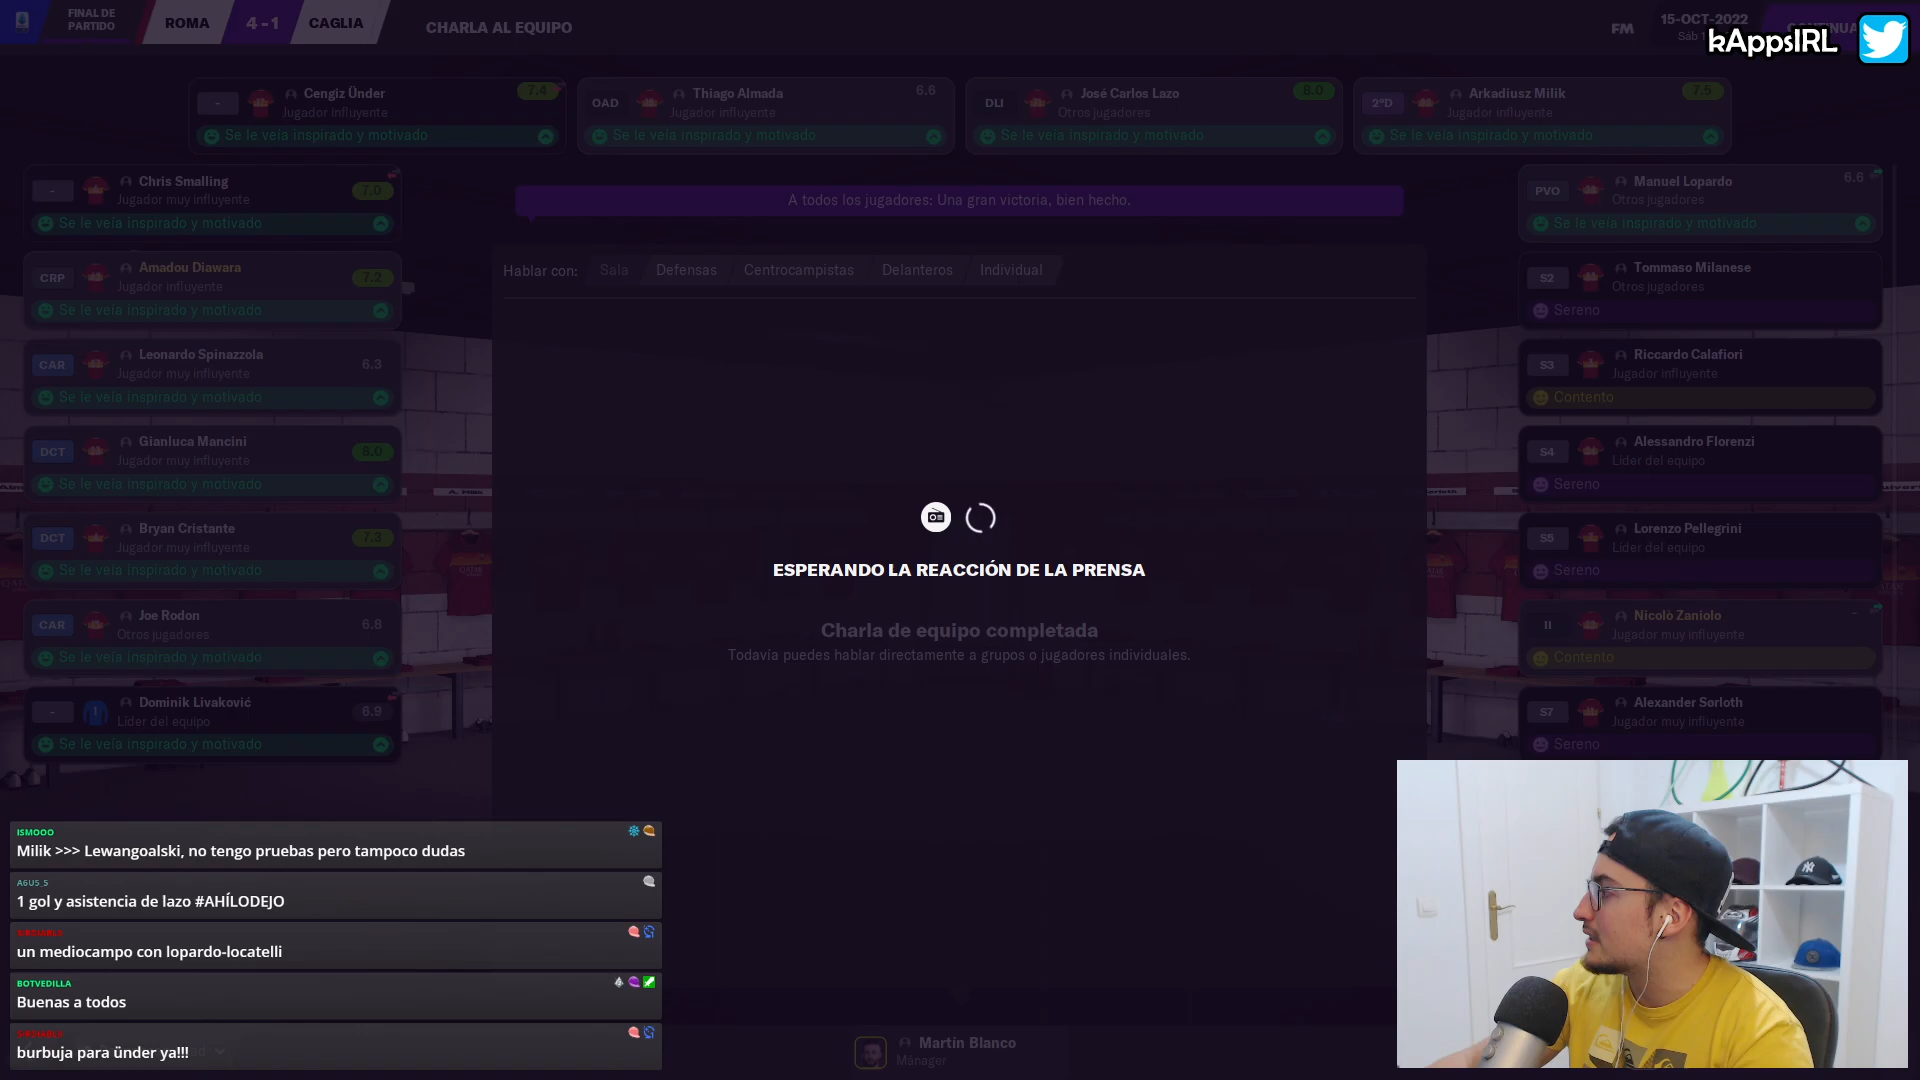 FINAL DE PARTIDO
ROMA 4 - 1 CAGLIA
CHARLA AL EQUIPO
FM
15-OCT-2022
kAppsIRL
- Cengiz Ünder 7.4
Jugador influyente
Se le veía inspirado y motivado
OAD Thiago Almada 6.6
Jugador influyente
Se le veía inspirado y motivado
DLI José Carlos Lazo 8.0
Otros jugadores
Se le veía inspirado y motivado
2ºD Arkadiusz Milik 7.5
Jugador influyente
Se le veía inspirado y motivado
- Chris Smalling 7.0
Jugador muy influyente
Se le veía inspirado y motivado
CRP Amadou Diawara 7.2
Jugador influyente
Se le veía inspirado y motivado
CAR Leonardo Spinazzola 6.3
Jugador muy influyente
Se le veía inspirado y motivado
DCT Gianluca Mancini 8.0
Jugador muy influyente
Se le veía inspirado y motivado
DCT Bryan Cristante 7.3
Jugador muy influyente
Se le veía inspirado y motivado
CAR Joe Rodon 6.8
Otros jugadores
Se le veía inspirado y motivado
- Dominik Livaković 6.9
Líder del equipo
Se le veía inspirado y motivado
A todos los jugadores: Una gran victoria, bien hecho.
Hablar con: Sala Defensas Centrocampistas Delanteros Individual
ESPERANDO LA REACCIÓN DE LA PRENSA
Charla de equipo completada
Todavía puedes hablar directamente a grupos o jugadores individuales.
PVO Manuel Lopardo 6.6
Otros jugadores
Se le veía inspirado y motivado
S2 Tommaso Milanese
Otros jugadores
Sereno
S3 Riccardo Calafiori
Jugador influyente
Contento
S4 Alessandro Florenzi
Líder del equipo
Sereno
S5 Lorenzo Pellegrini
Líder del equipo
Sereno
Nicolò Zaniolo
Jugador muy influyente
Contento
S7 Alexander Sørloth
Jugador muy influyente
Sereno
ISMOOO
Milik >>> Lewangoalski, no tengo pruebas pero tampoco dudas
A6US_5
1 gol y asistencia de lazo #AHÍLODEJO
un mediocampo con lopardo-locatelli
BOTVEDILLA
Buenas a todos
burbuja para ünder ya!!!
Martín Blanco
Mánager